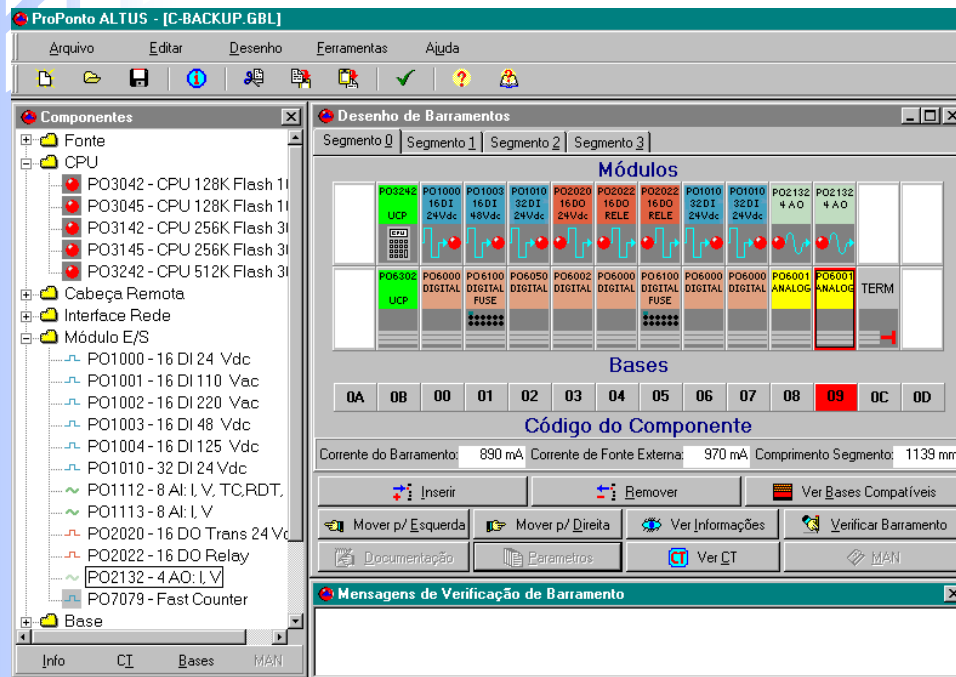 ProPonto ALTUS - [C-BACKUP.GBL]
Arquivo Editar Desenho Ferramentas Ajuda
Componentes
Fonte
CPU
PO3042 - CPU 128K Flash 1
PO3045 - CPU 128K Flash 1
PO3142 - CPU 256K Flash 3
PO3145 - CPU 256K Flash 3
PO3242 - CPU 512K Flash 3
Cabeça Remota
Interface Rede
Módulo E/S
PO1000 - 16 DI 24 Vdc
PO1001 - 16 DI 110 Vac
PO1002 - 16 DI 220 Vac
PO1003 - 16 DI 48 Vdc
PO1004 - 16 DI 125 Vdc
PO1010 - 32 DI 24 Vdc
PO1112 - 8 AI: I, V, TC,RDT,
PO1113 - 8 AI: I, V
PO2020 - 16 DO Trans 24 Vd
PO2022 - 16 DO Relay
PO2132 - 4 AO: I, V
PO7079 - Fast Counter
Base
Info CT Bases MAN
Desenho de Barramentos
Segmento 0 Segmento 1 Segmento 2 Segmento 3
Módulos
PO3242 PO1000 PO1003 PO1010 PO2020 PO2022 PO2022 PO1010 PO1010 PO2132 PO2132
16DI 16DI 32DI 16DO 16DO 16DO 32DI 32DI 4 AO 4 AO
UCP 24Vdc 48Vdc 24Vdc 24Vdc RELE RELE 24Vdc 24Vdc
CPU
PO6302 PO6000 PO6100 PO6050 PO6002 PO6000 PO6100 PO6000 PO6000 PO6001 PO6001
DIGITAL DIGITAL DIGITAL DIGITAL DIGITAL DIGITAL DIGITAL DIGITAL ANALOG ANALOG TERM
UCP FUSE FUSE
Bases
0A 0B 00 01 02 03 04 05 06 07 08 09 0C 0D
Código do Componente
Corrente do Barramento: 890 mA Corrente de Fonte Externa: 970 mA Comprimento Segmento: 1139 mm
Inserir Remover Ver Bases Compatíveis
Mover p/ Esquerda Mover p/ Direita Ver Informações Verificar Barramento
Documentação Parametros CT Ver CT MAN
Mensagens de Verificação de Barramento